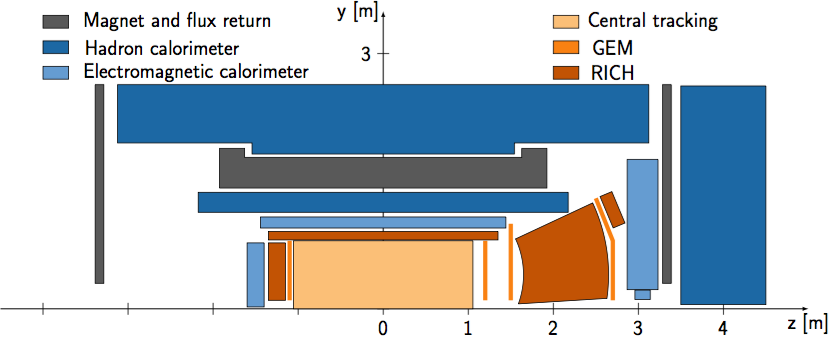 Magnet and flux return
Hadron calorimeter
Electromagnetic calorimeter
y [m]
3
Central tracking
GEM
RICH
0 1 2 3 4
z [m]